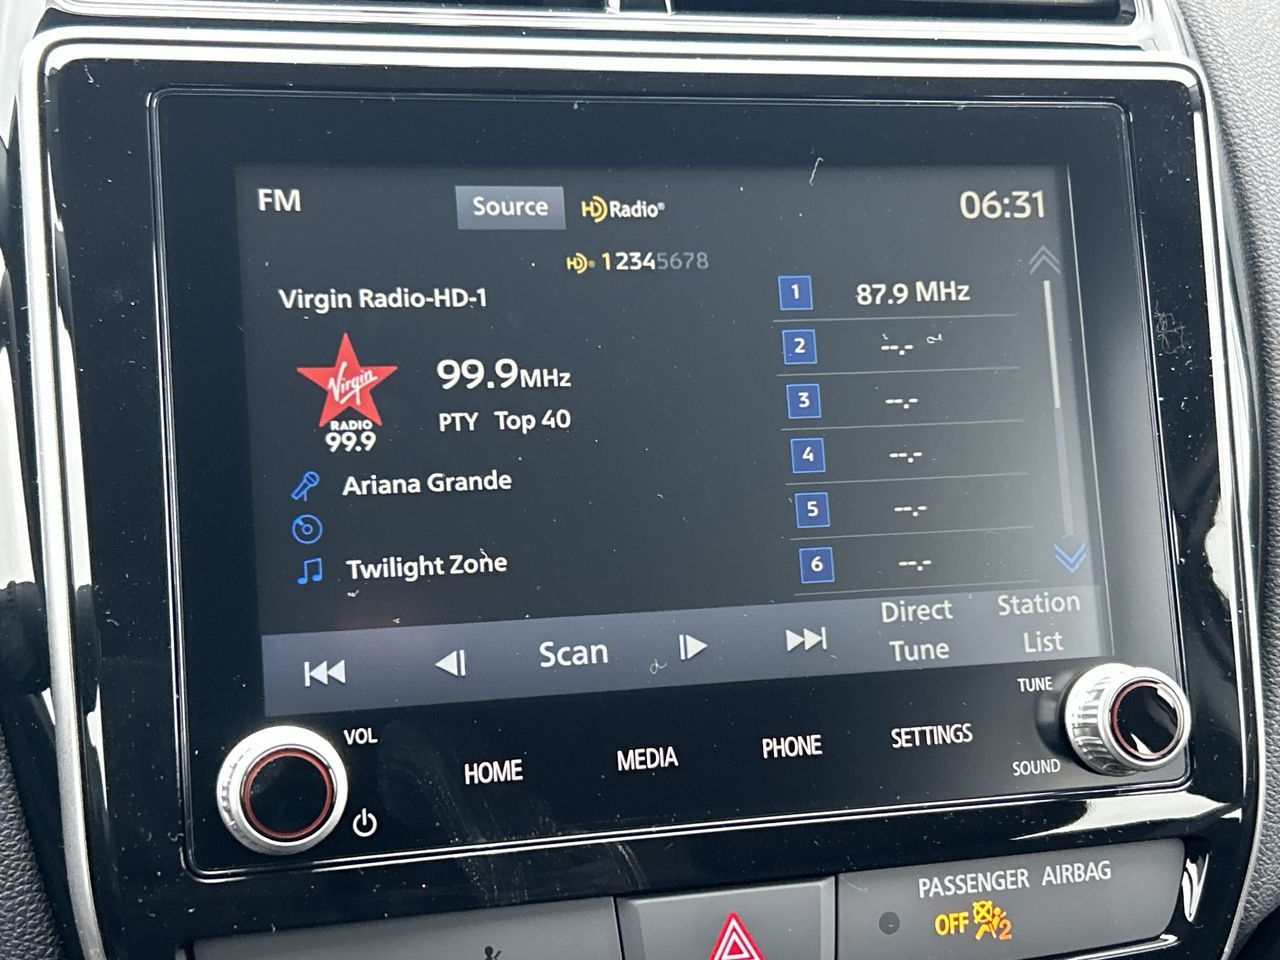 FM
Source
HD Radio®
06:31
HD® 12345678
Virgin Radio-HD-1
Virgin
RADIO
99.9
99.9MHz
PTY Top 40
Ariana Grande
Twilight Zone
1 87.9 MHz
2 --.-
3 --.-
4 --.-
5 --.-
6 --.-
Scan
Direct
Tune
Station
List
VOL
HOME
MEDIA
PHONE
SETTINGS
TUNE
SOUND
PASSENGER AIRBAG
OFF 2